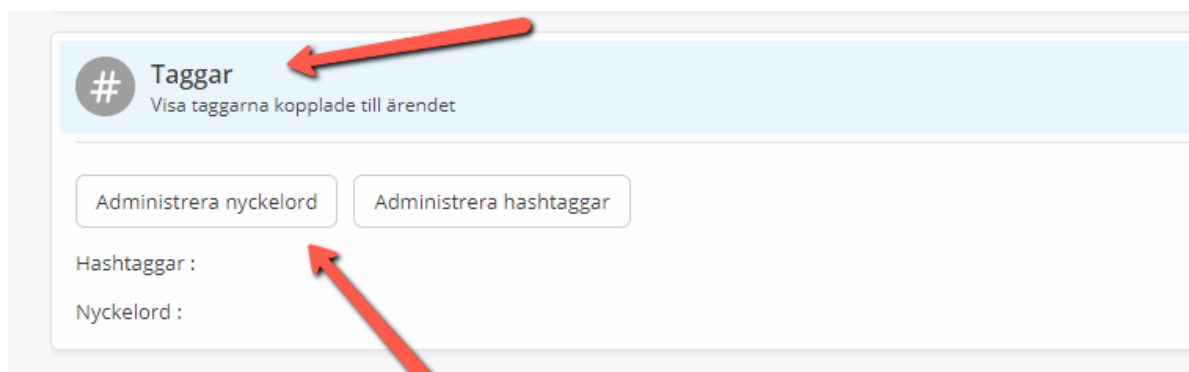 #
Taggar
Visa taggarna kopplade till ärendet
Administrera nyckelord Administrera hashtaggar
Hashtaggar :
Nyckelord :